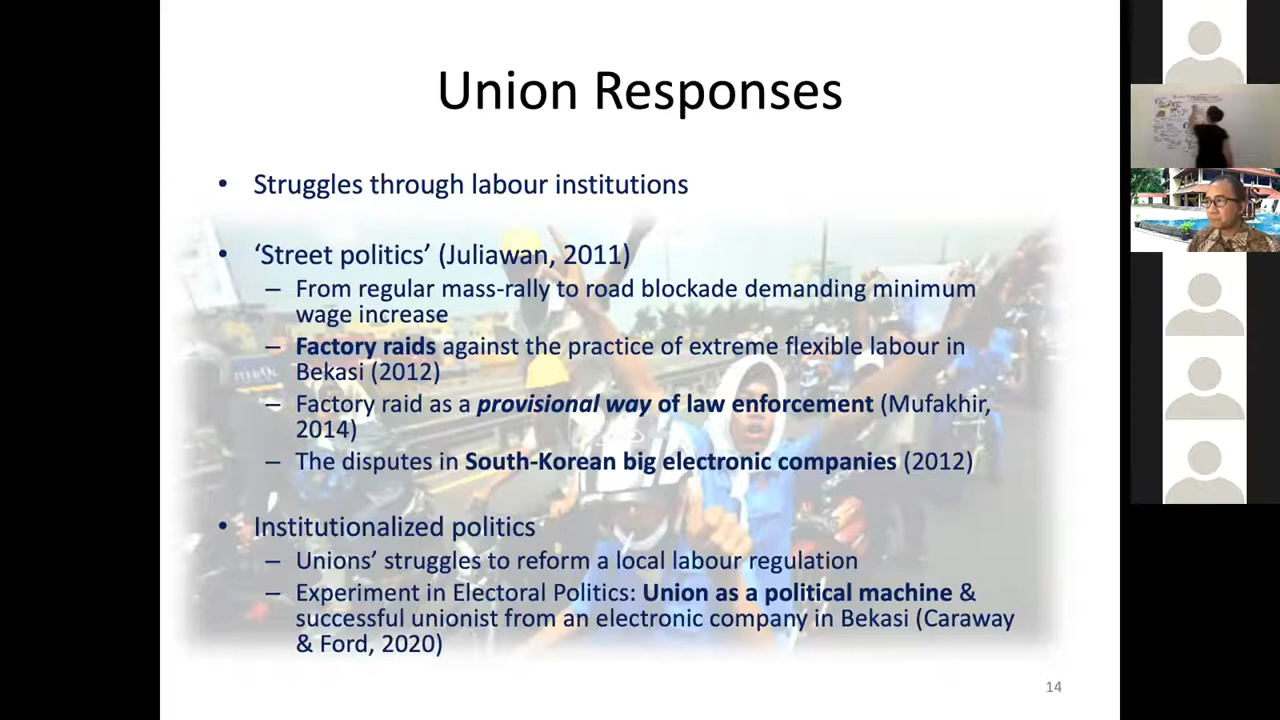 Union Responses
• Struggles through labour institutions
• ‘Street politics’ (Juliawan, 2011)
– From regular mass-rally to road blockade demanding minimum
wage increase
– Factory raids against the practice of extreme flexible labour in
Bekasi (2012)
– Factory raid as a provisional way of law enforcement (Mufakhir,
2014)
– The disputes in South-Korean big electronic companies (2012)
• Institutionalized politics
– Unions’ struggles to reform a local labour regulation
– Experiment in Electoral Politics: Union as a political machine &
successful unionist from an electronic company in Bekasi (Caraway
& Ford, 2020)
14